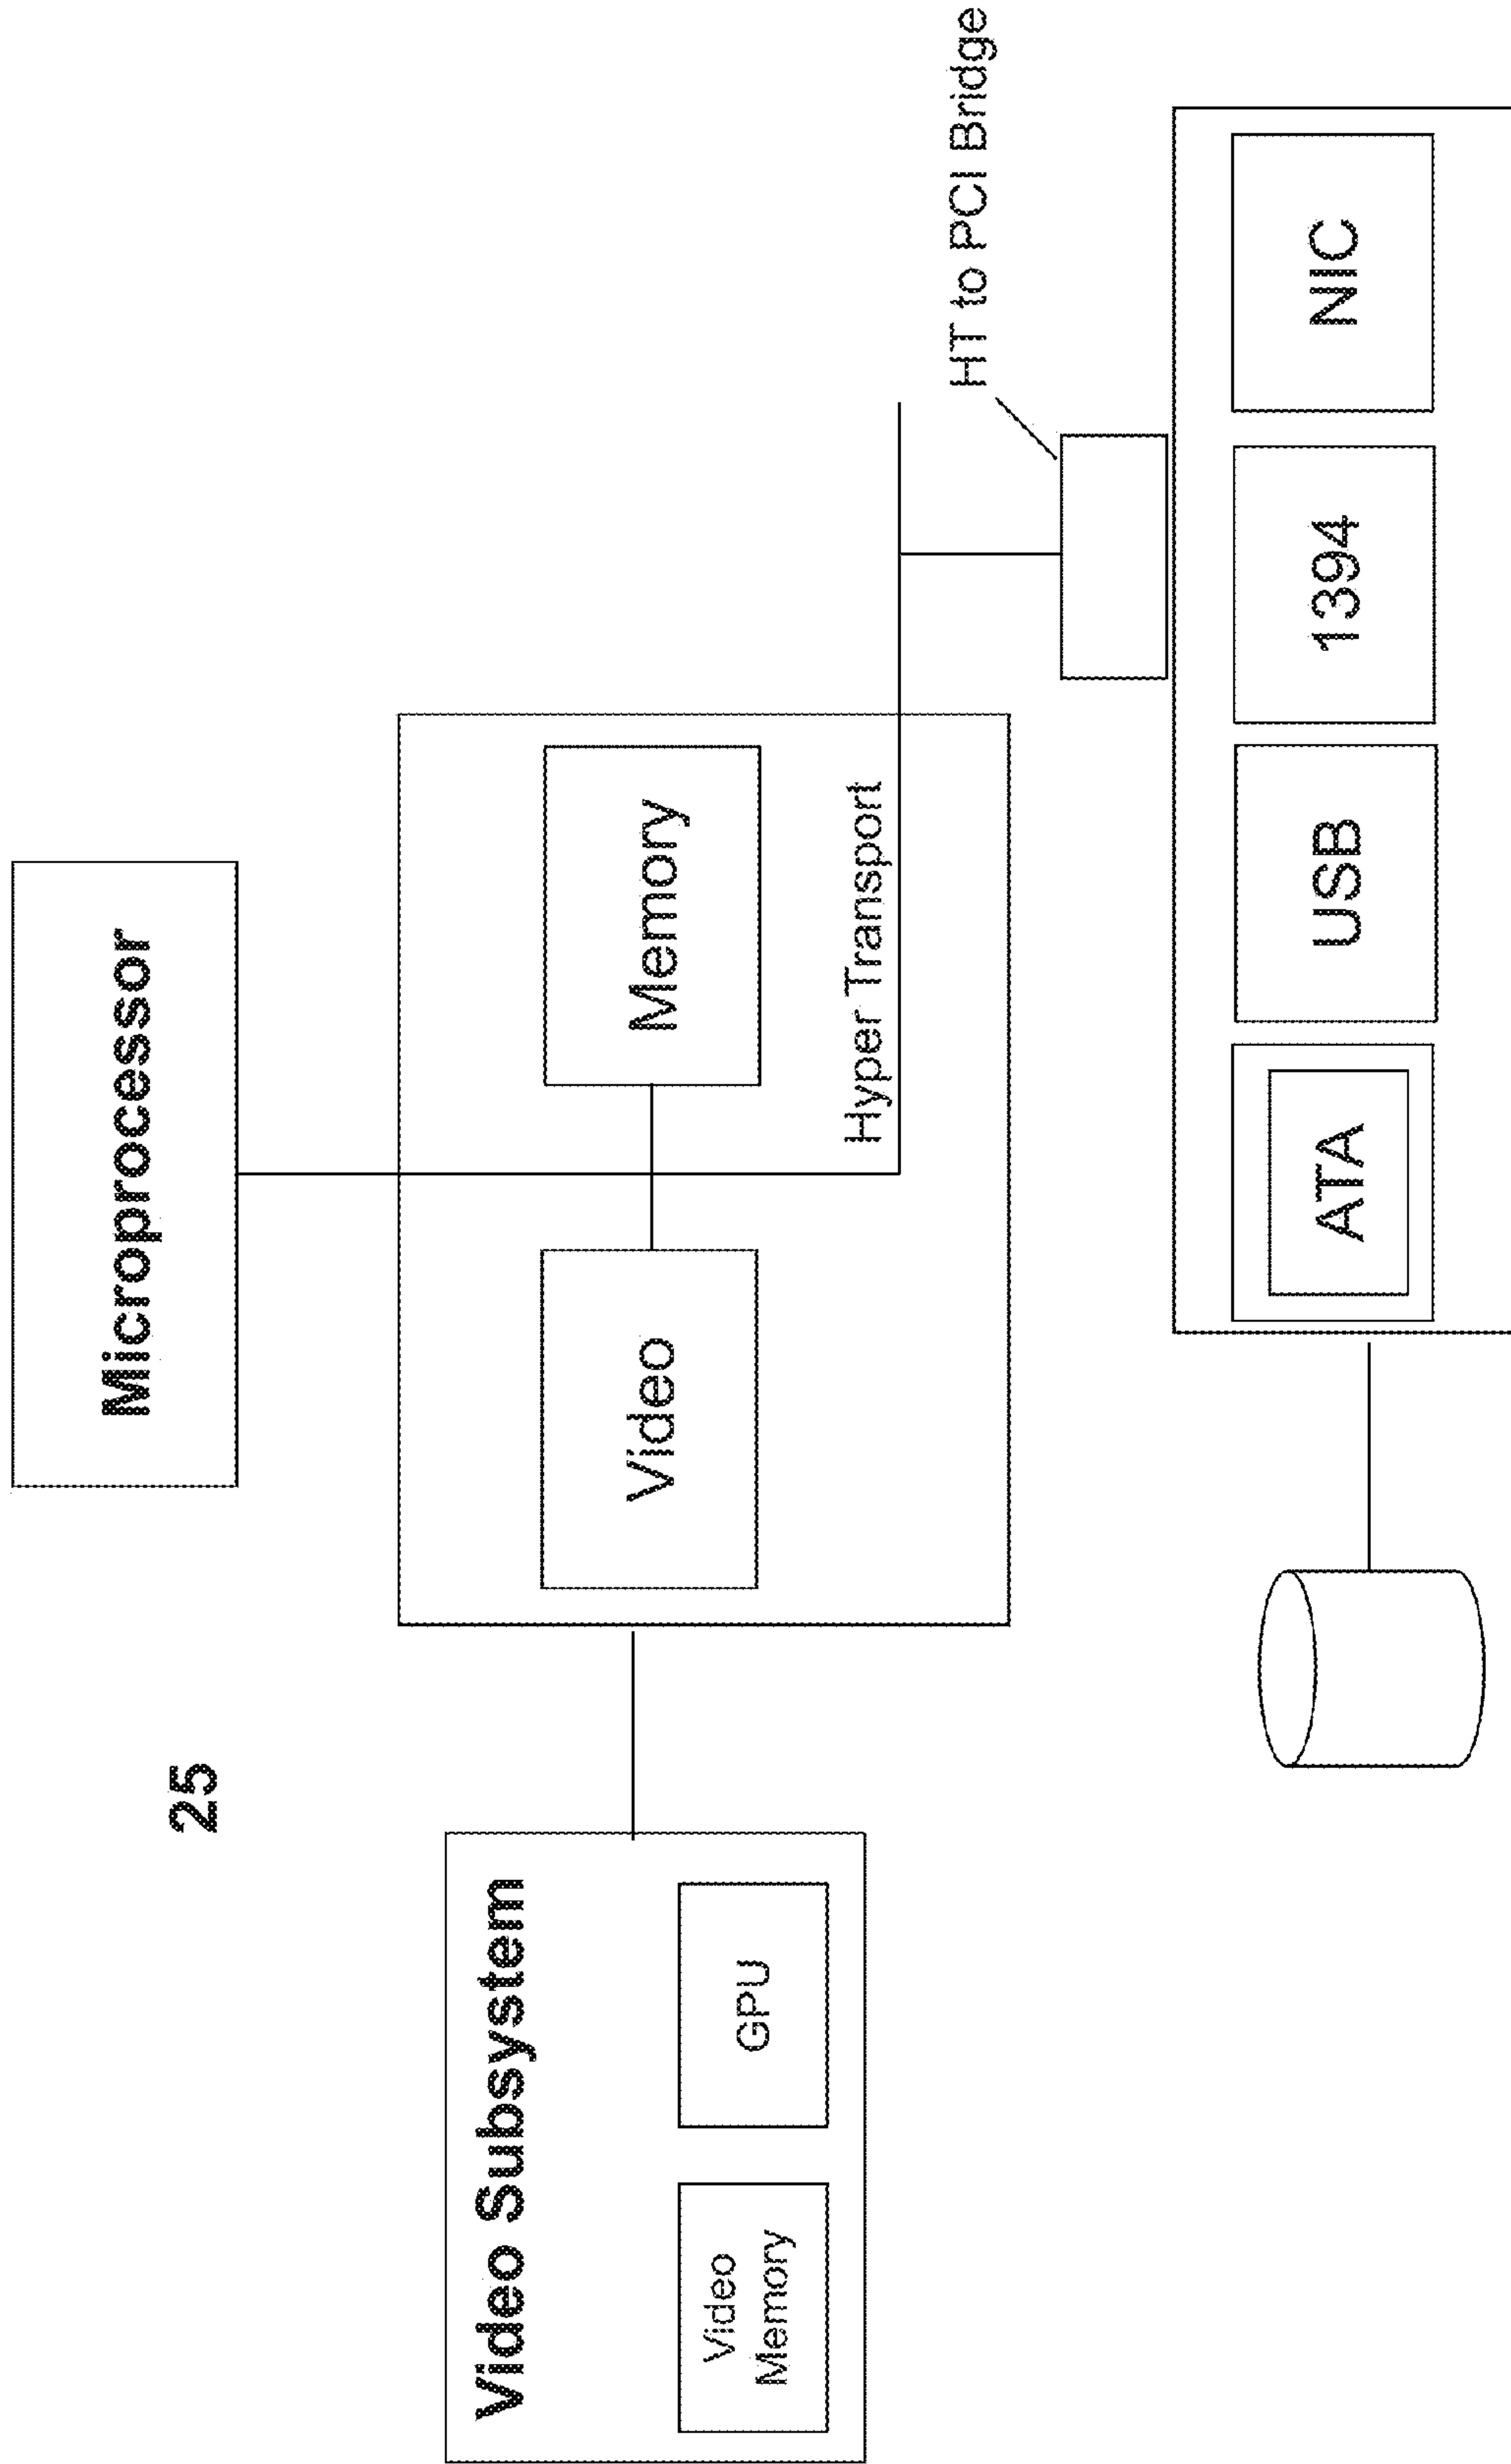 Microprocessor
25
Video Subsystem
Video
Memory
GPU
Video
Memory
Hyper Transport
HT to PCI Bridge
ATA
USB
1394
NIC